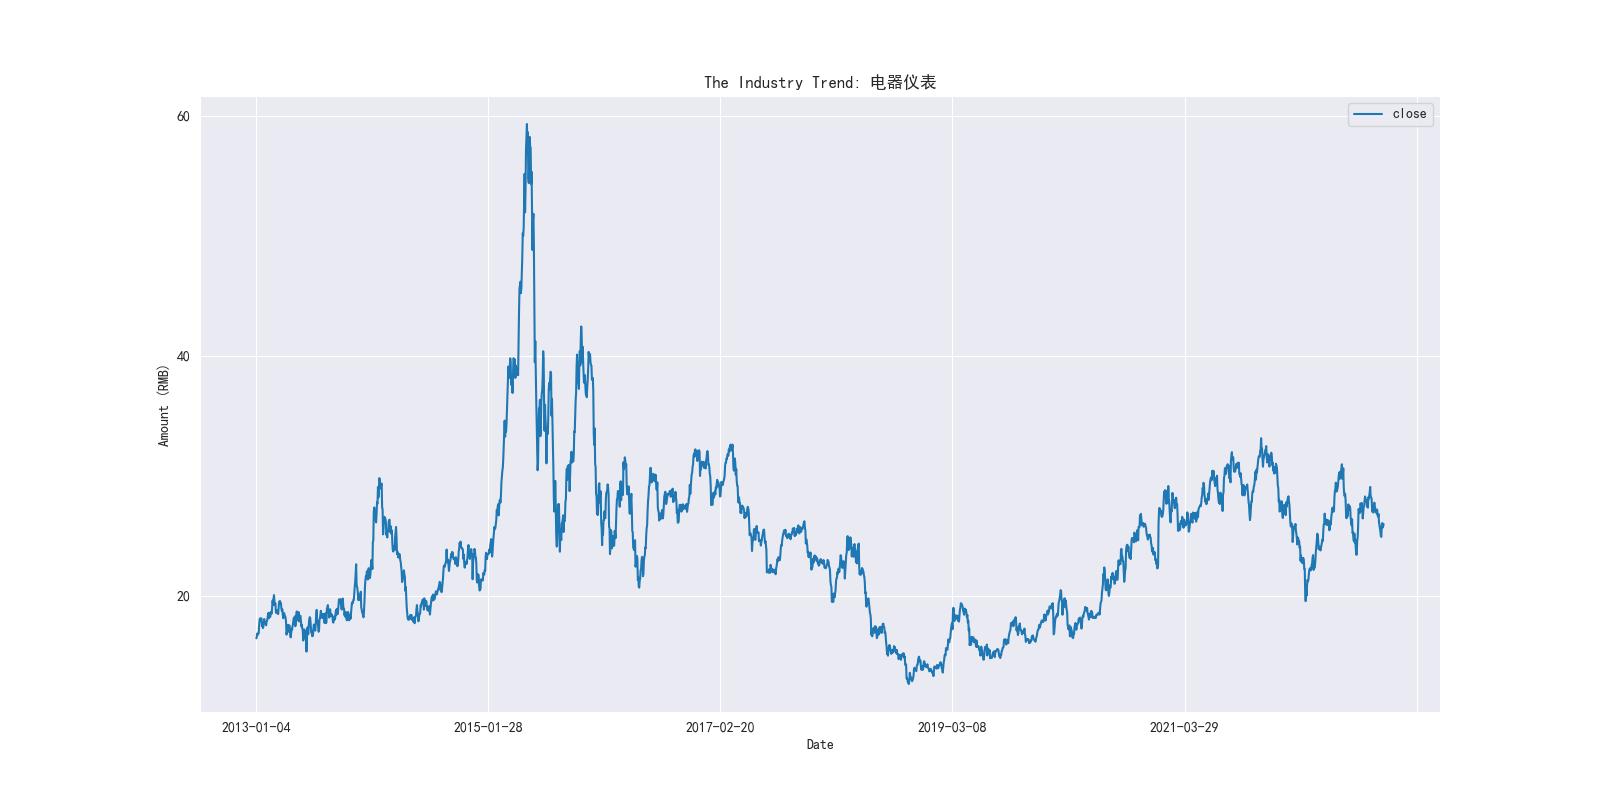 The Industry Trend: 电器仪表
close
60
40
20
Amount (RMB)
2013-01-04
2015-01-28
2017-02-20
2019-03-08
2021-03-29
Date